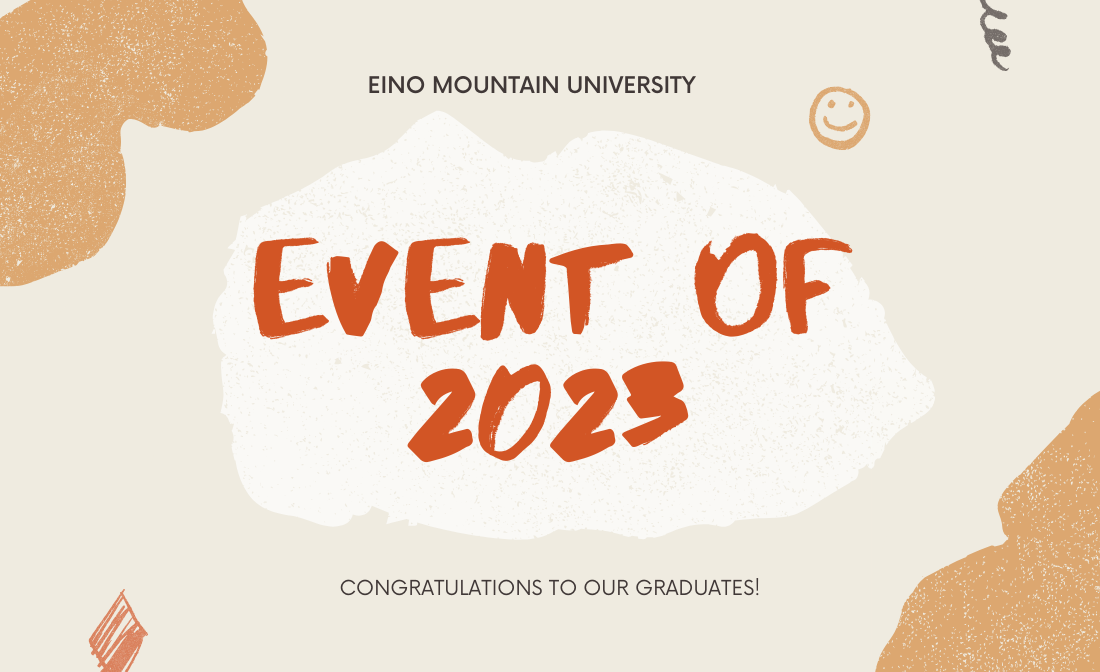 EINO MOUNTAIN UNIVERSITY
EVENT OF
2023
CONGRATULATIONS TO OUR GRADUATES!